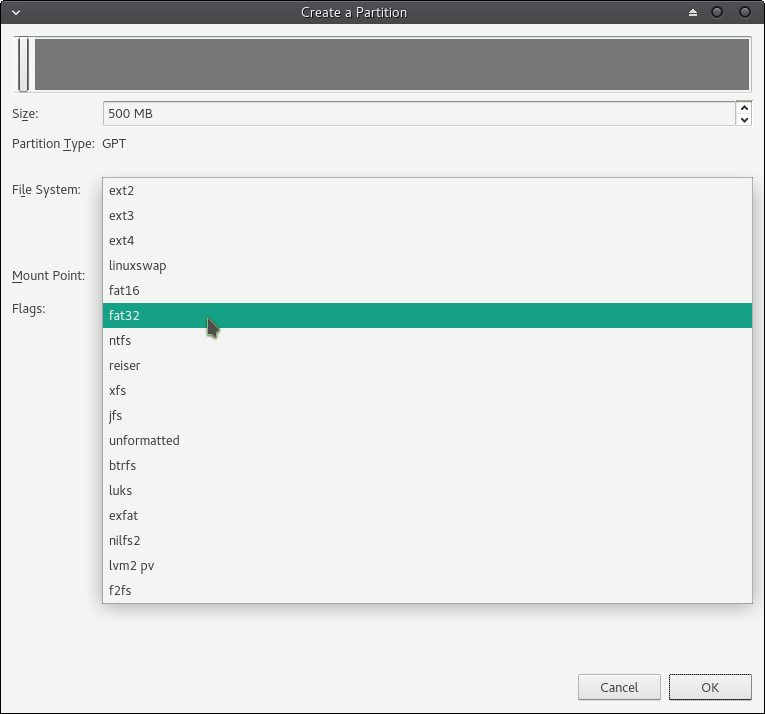 Create a Partition
Size: 500 MB
Partition Type: GPT
File System:
ext2
ext3
ext4
linuxswap
Mount Point:
fat16
Flags:
fat32
ntfs
reiser
xfs
jfs
unformatted
btrfs
luks
exfat
nilfs2
lvm2 pv
f2fs
Cancel OK